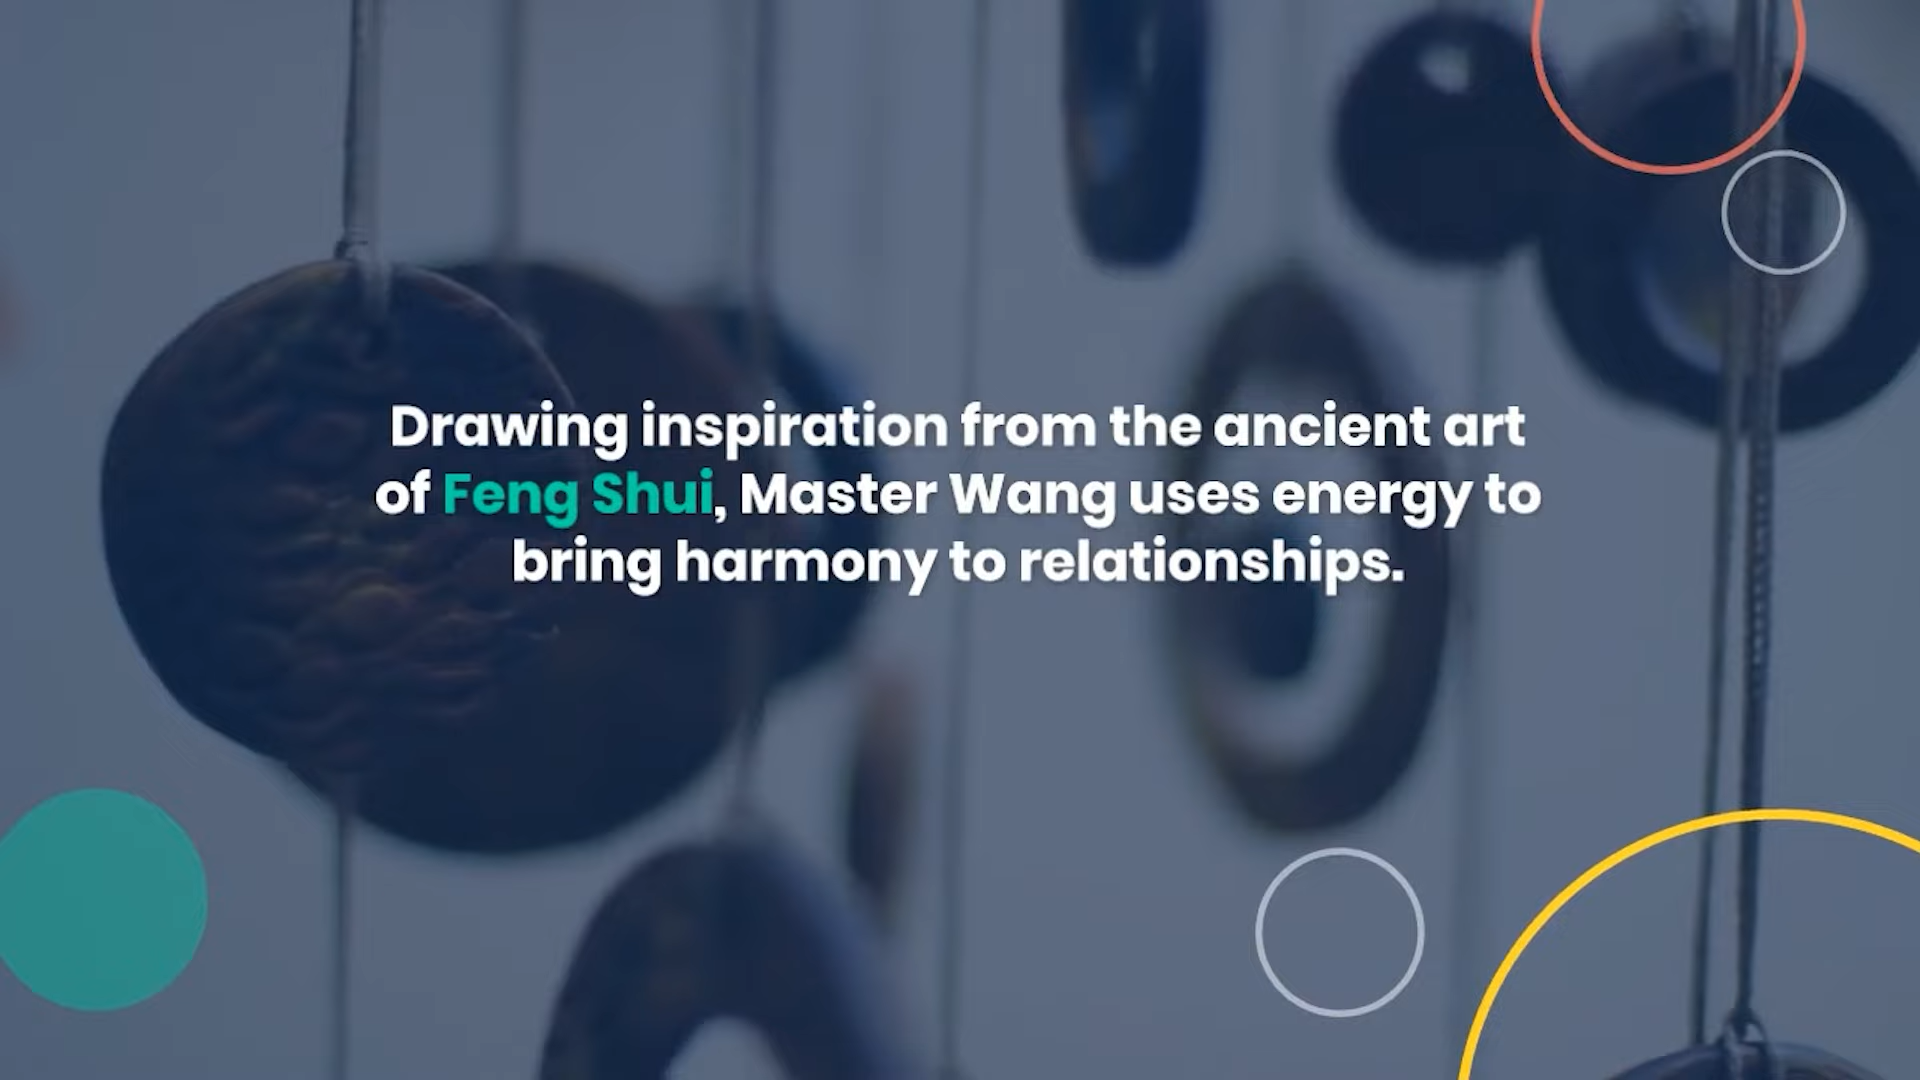 Drawing inspiration from the ancient art
of Feng Shui, Master Wang uses energy to
bring harmony to relationships.